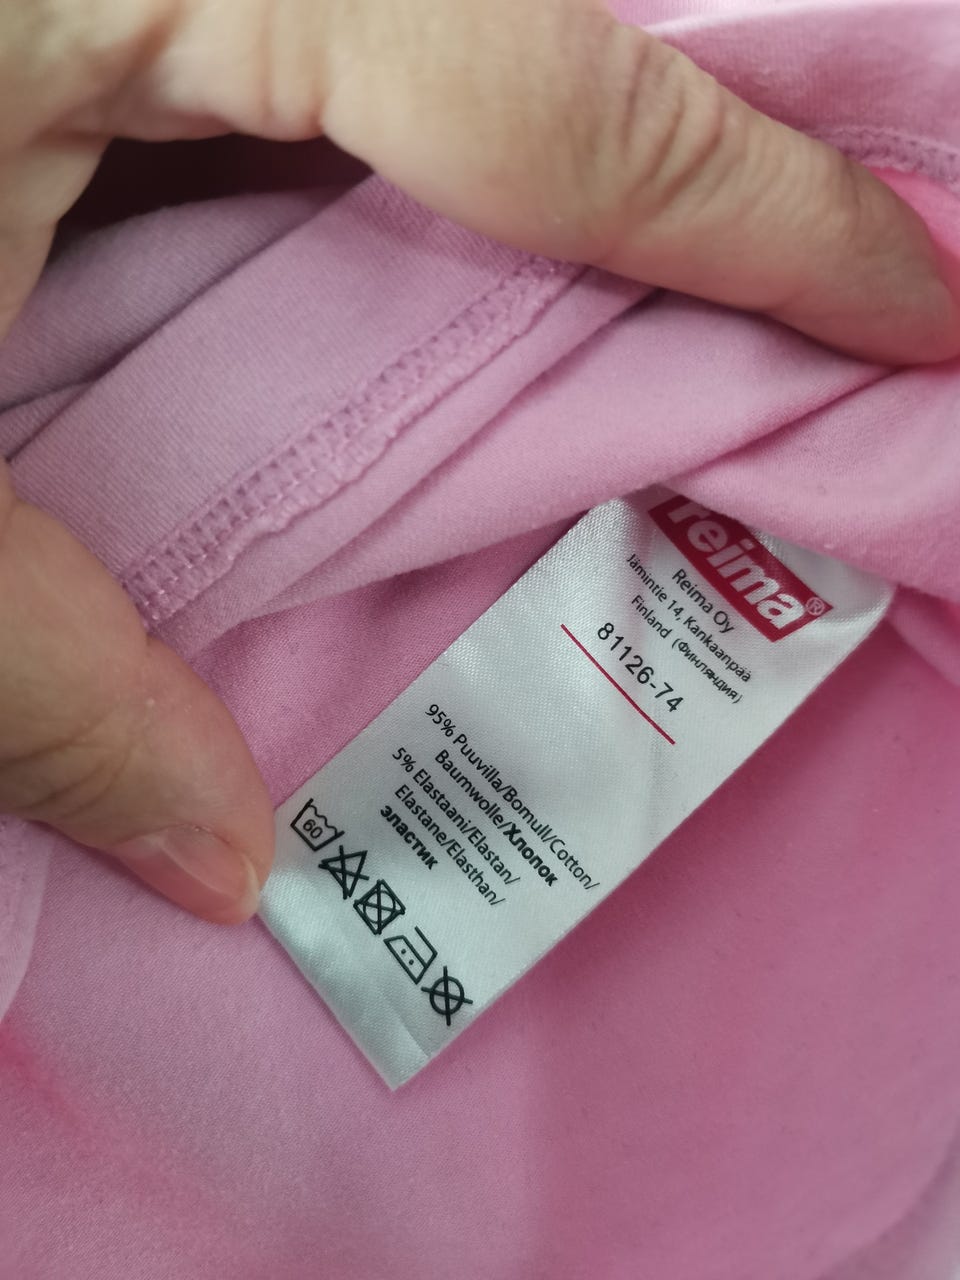 reima®
Reima Oy
Jämintie 14, Kankaanpää
Finland (Финляндия)
81126-74
95% Puuvilla/Bomull/Cotton/
Baumwolle/Хлопок
5% Elastaani/Elastan/
Elastane/Elasthan/
эластик
60